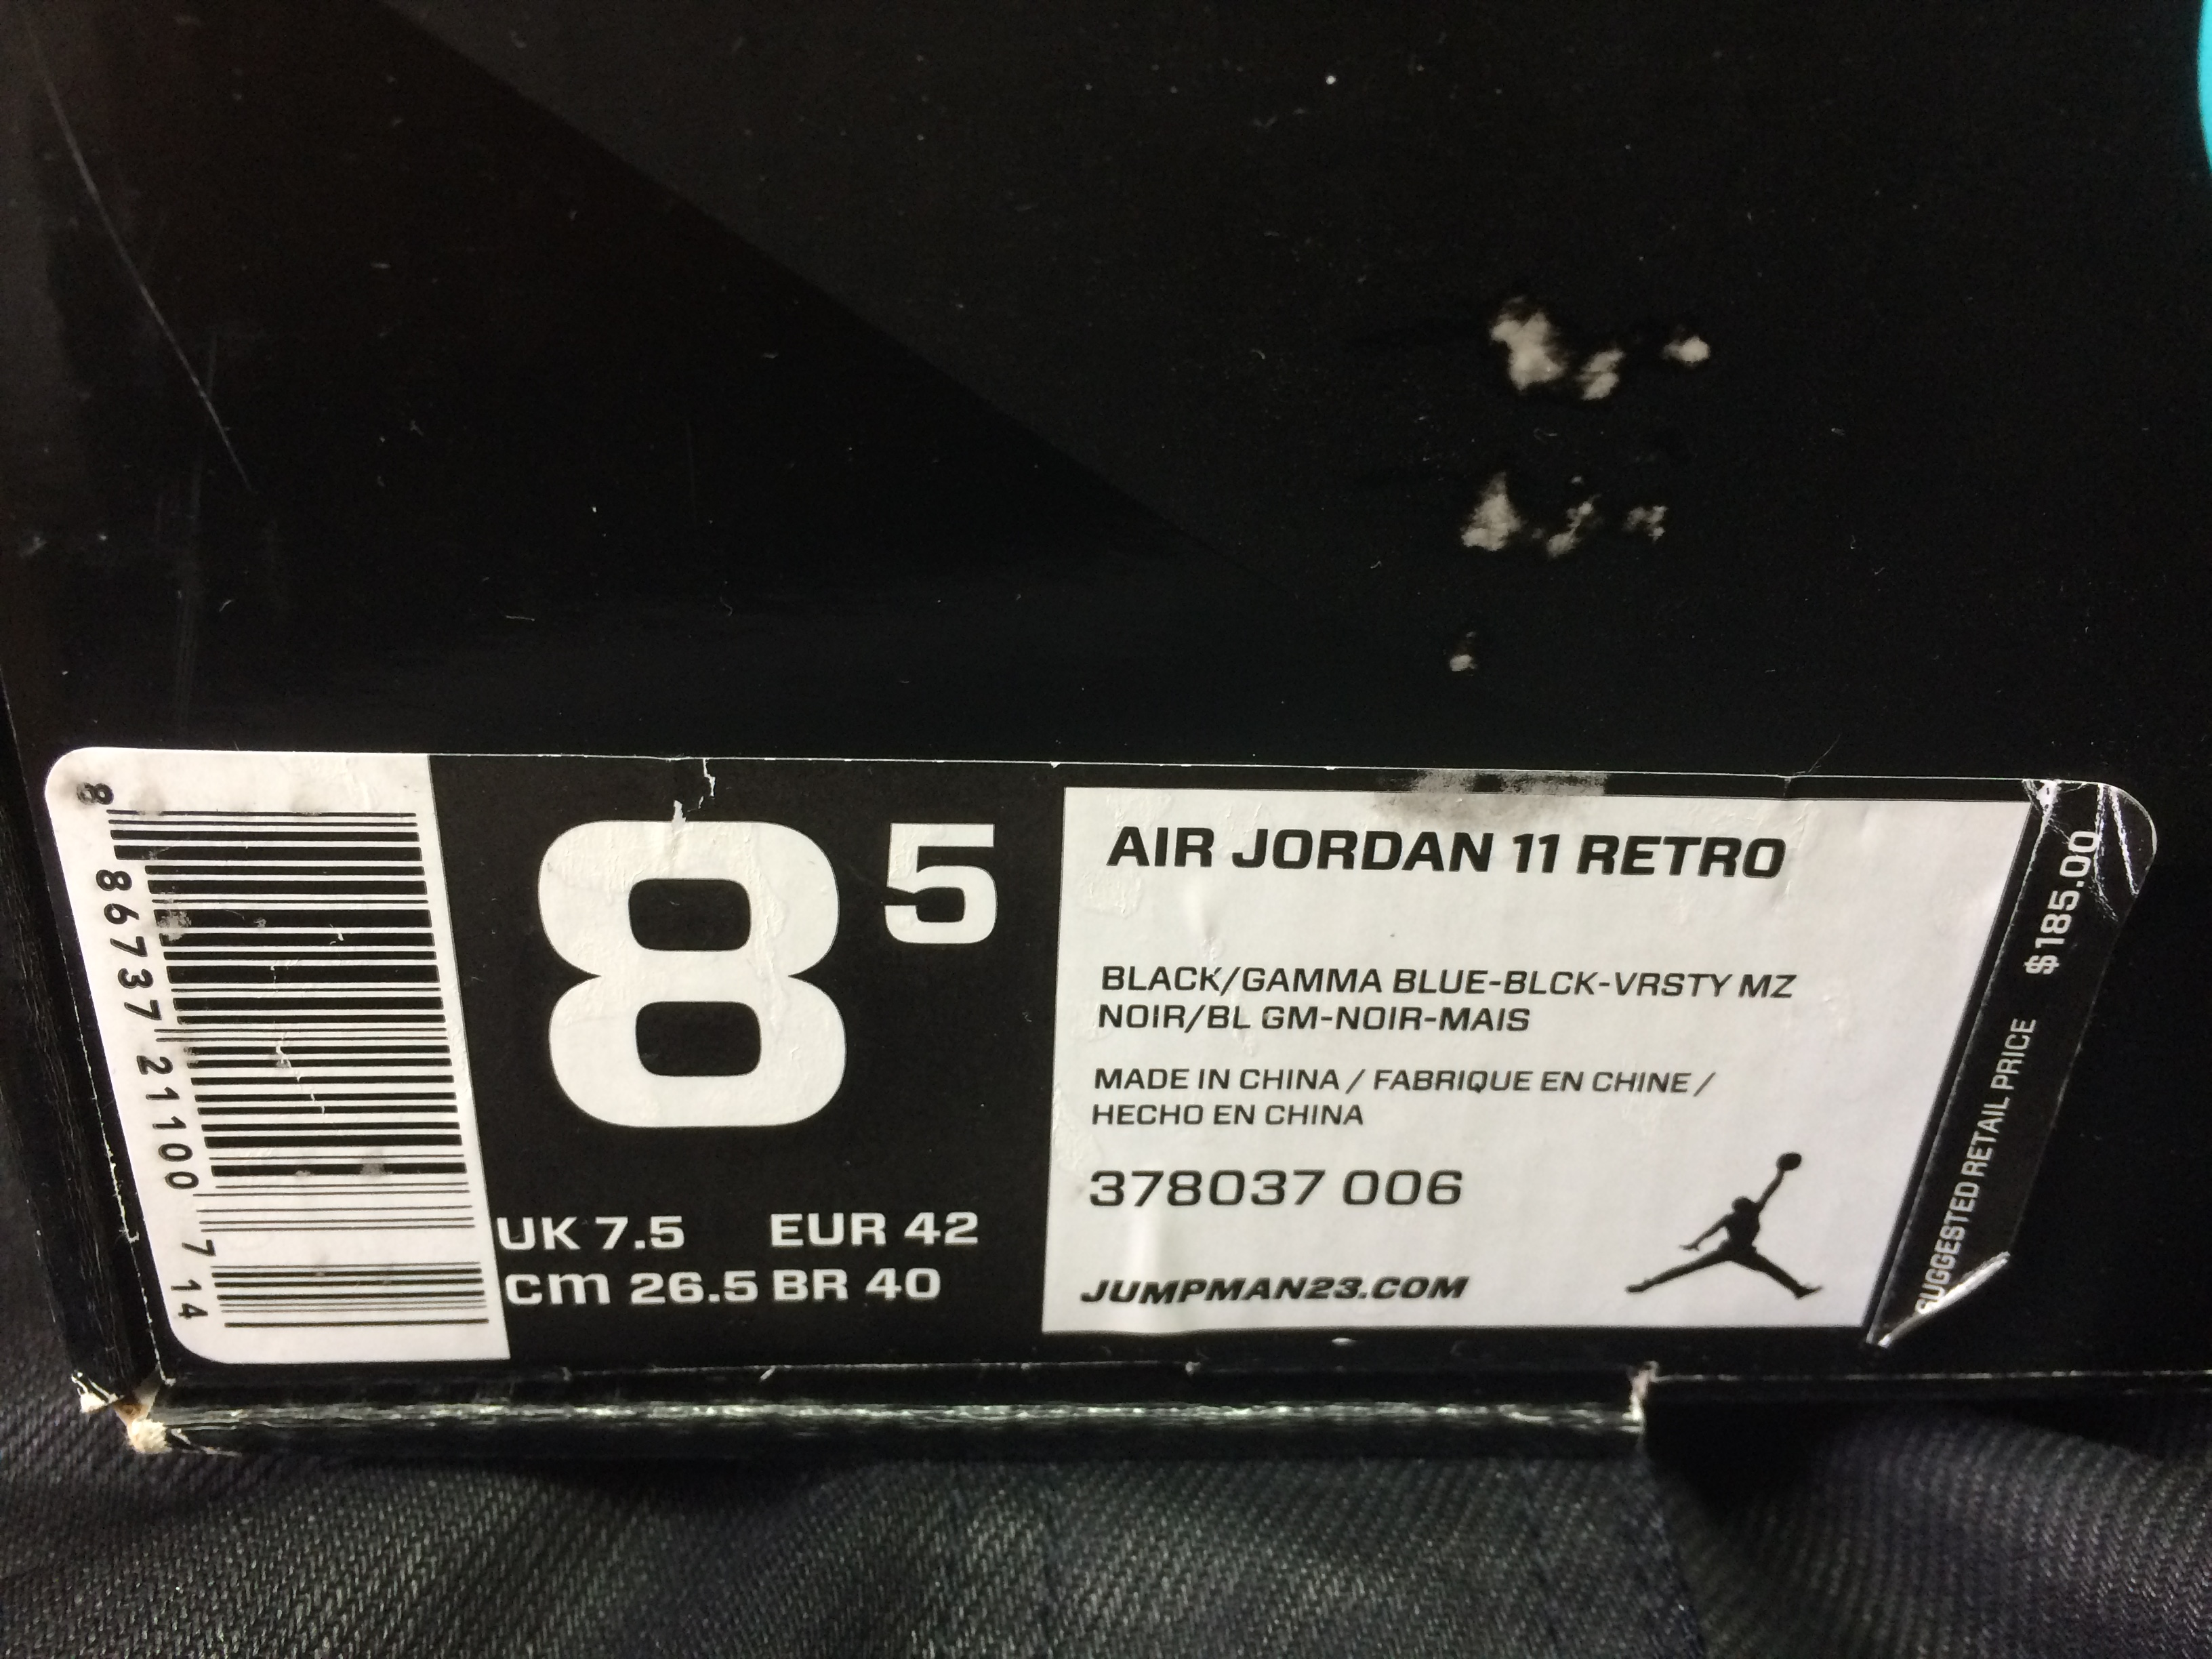 8 86737 21100 7 14
8 5
UK 7.5 EUR 42
cm 26.5 BR 40
AIR JORDAN 11 RETRO
BLACK/GAMMA BLUE-BLCK-VRSTY MZ
NOIR/BL GM-NOIR-MAIS
MADE IN CHINA / FABRIQUE EN CHINE /
HECHO EN CHINA
378037 006
JUMPMAN23.COM
SUGGESTED RETAIL PRICE $185.00